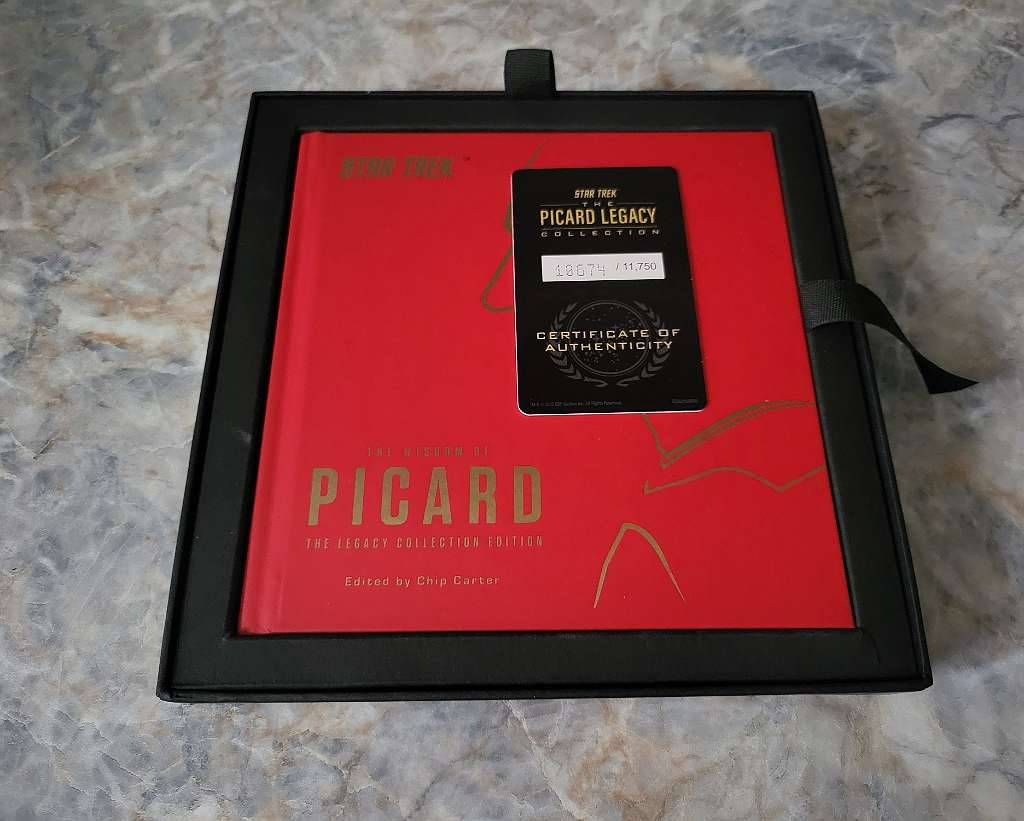 STAR TREK
STAR TREK
THE
PICARD LEGACY
COLLECTION
10674 / 11,750
CERTIFICATE OF
AUTHENTICITY
THE WISDOM OF
PICARD
THE LEGACY COLLECTION EDITION
Edited by Chip Carter